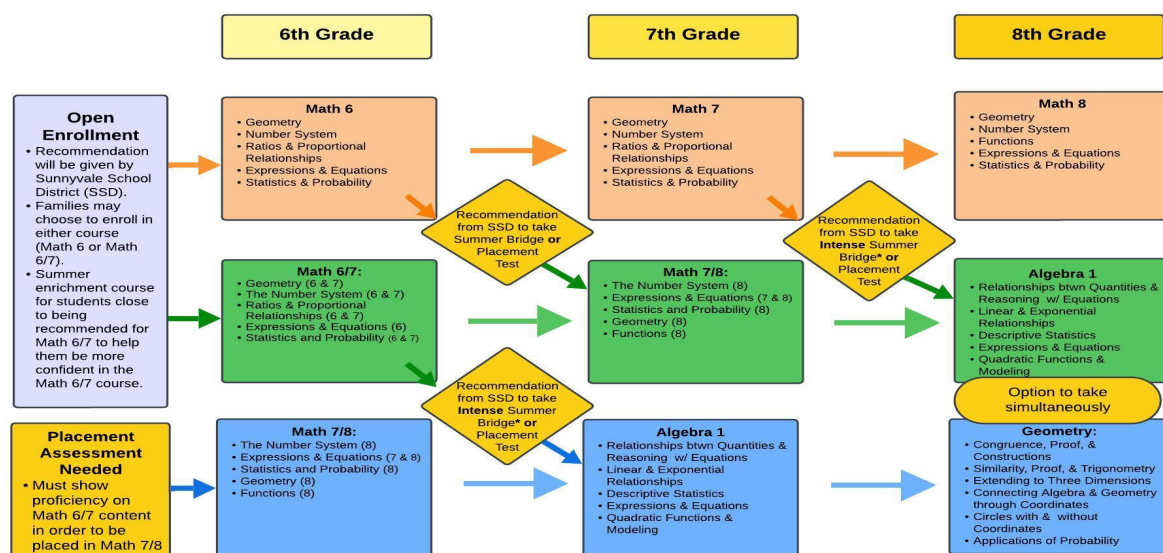 6th Grade
7th Grade
8th Grade
Open
Enrollment
• Recommendation
will be given by
Sunnyvale School
District (SSD).
• Families may
choose to enroll in
either course
(Math 6 or Math
6/7).
• Summer
enrichment course
for students close
to being
recommended for
Math 6/7 to help
them be more
confident in the
Math 6/7 course.
Math 6
• Geometry
• Number System
• Ratios & Proportional
Relationships
• Expressions & Equations
• Statistics & Probability
Math 7
• Geometry
• Number System
• Ratios & Proportional
Relationships
• Expressions & Equations
• Statistics & Probability
Math 8
• Geometry
• Number System
• Functions
• Expressions & Equations
• Statistics & Probability
Recommendation
from SSD to take
Summer Bridge or
Placement
Test
Recommendation
from SSD to take
Intense Summer
Bridge* or
Placement
Test
Math 6/7:
• Geometry (6 & 7)
• The Number System (6 & 7)
• Ratios & Proportional
Relationships (6 & 7)
• Expressions & Equations (6)
• Statistics and Probability (6 & 7)
Math 7/8:
• The Number System (8)
• Expressions & Equations (7 & 8)
• Statistics and Probability (8)
• Geometry (8)
• Functions (8)
Algebra 1
• Relationships btwn Quantities &
Reasoning w/ Equations
• Linear & Exponential
Relationships
• Descriptive Statistics
• Expressions & Equations
• Quadratic Functions &
Modeling
Recommendation
from SSD to take
Intense Summer
Bridge* or
Placement
Test
Option to take
simultaneously
Placement
Assessment
Needed
• Must show
proficiency on
Math 6/7 content
in order to be
placed in Math 7/8
Math 7/8:
• The Number System (8)
• Expressions & Equations (7 & 8)
• Statistics and Probability (8)
• Geometry (8)
• Functions (8)
Algebra 1
• Relationships btwn Quantities &
Reasoning w/ Equations
• Linear & Exponential
Relationships
• Descriptive Statistics
• Expressions & Equations
• Quadratic Functions &
Modeling
Geometry:
• Congruence, Proof, &
Constructions
• Similarity, Proof, & Trigonometry
• Extending to Three Dimensions
• Connecting Algebra & Geometry
through Coordinates
• Circles with & without
Coordinates
• Applications of Probability